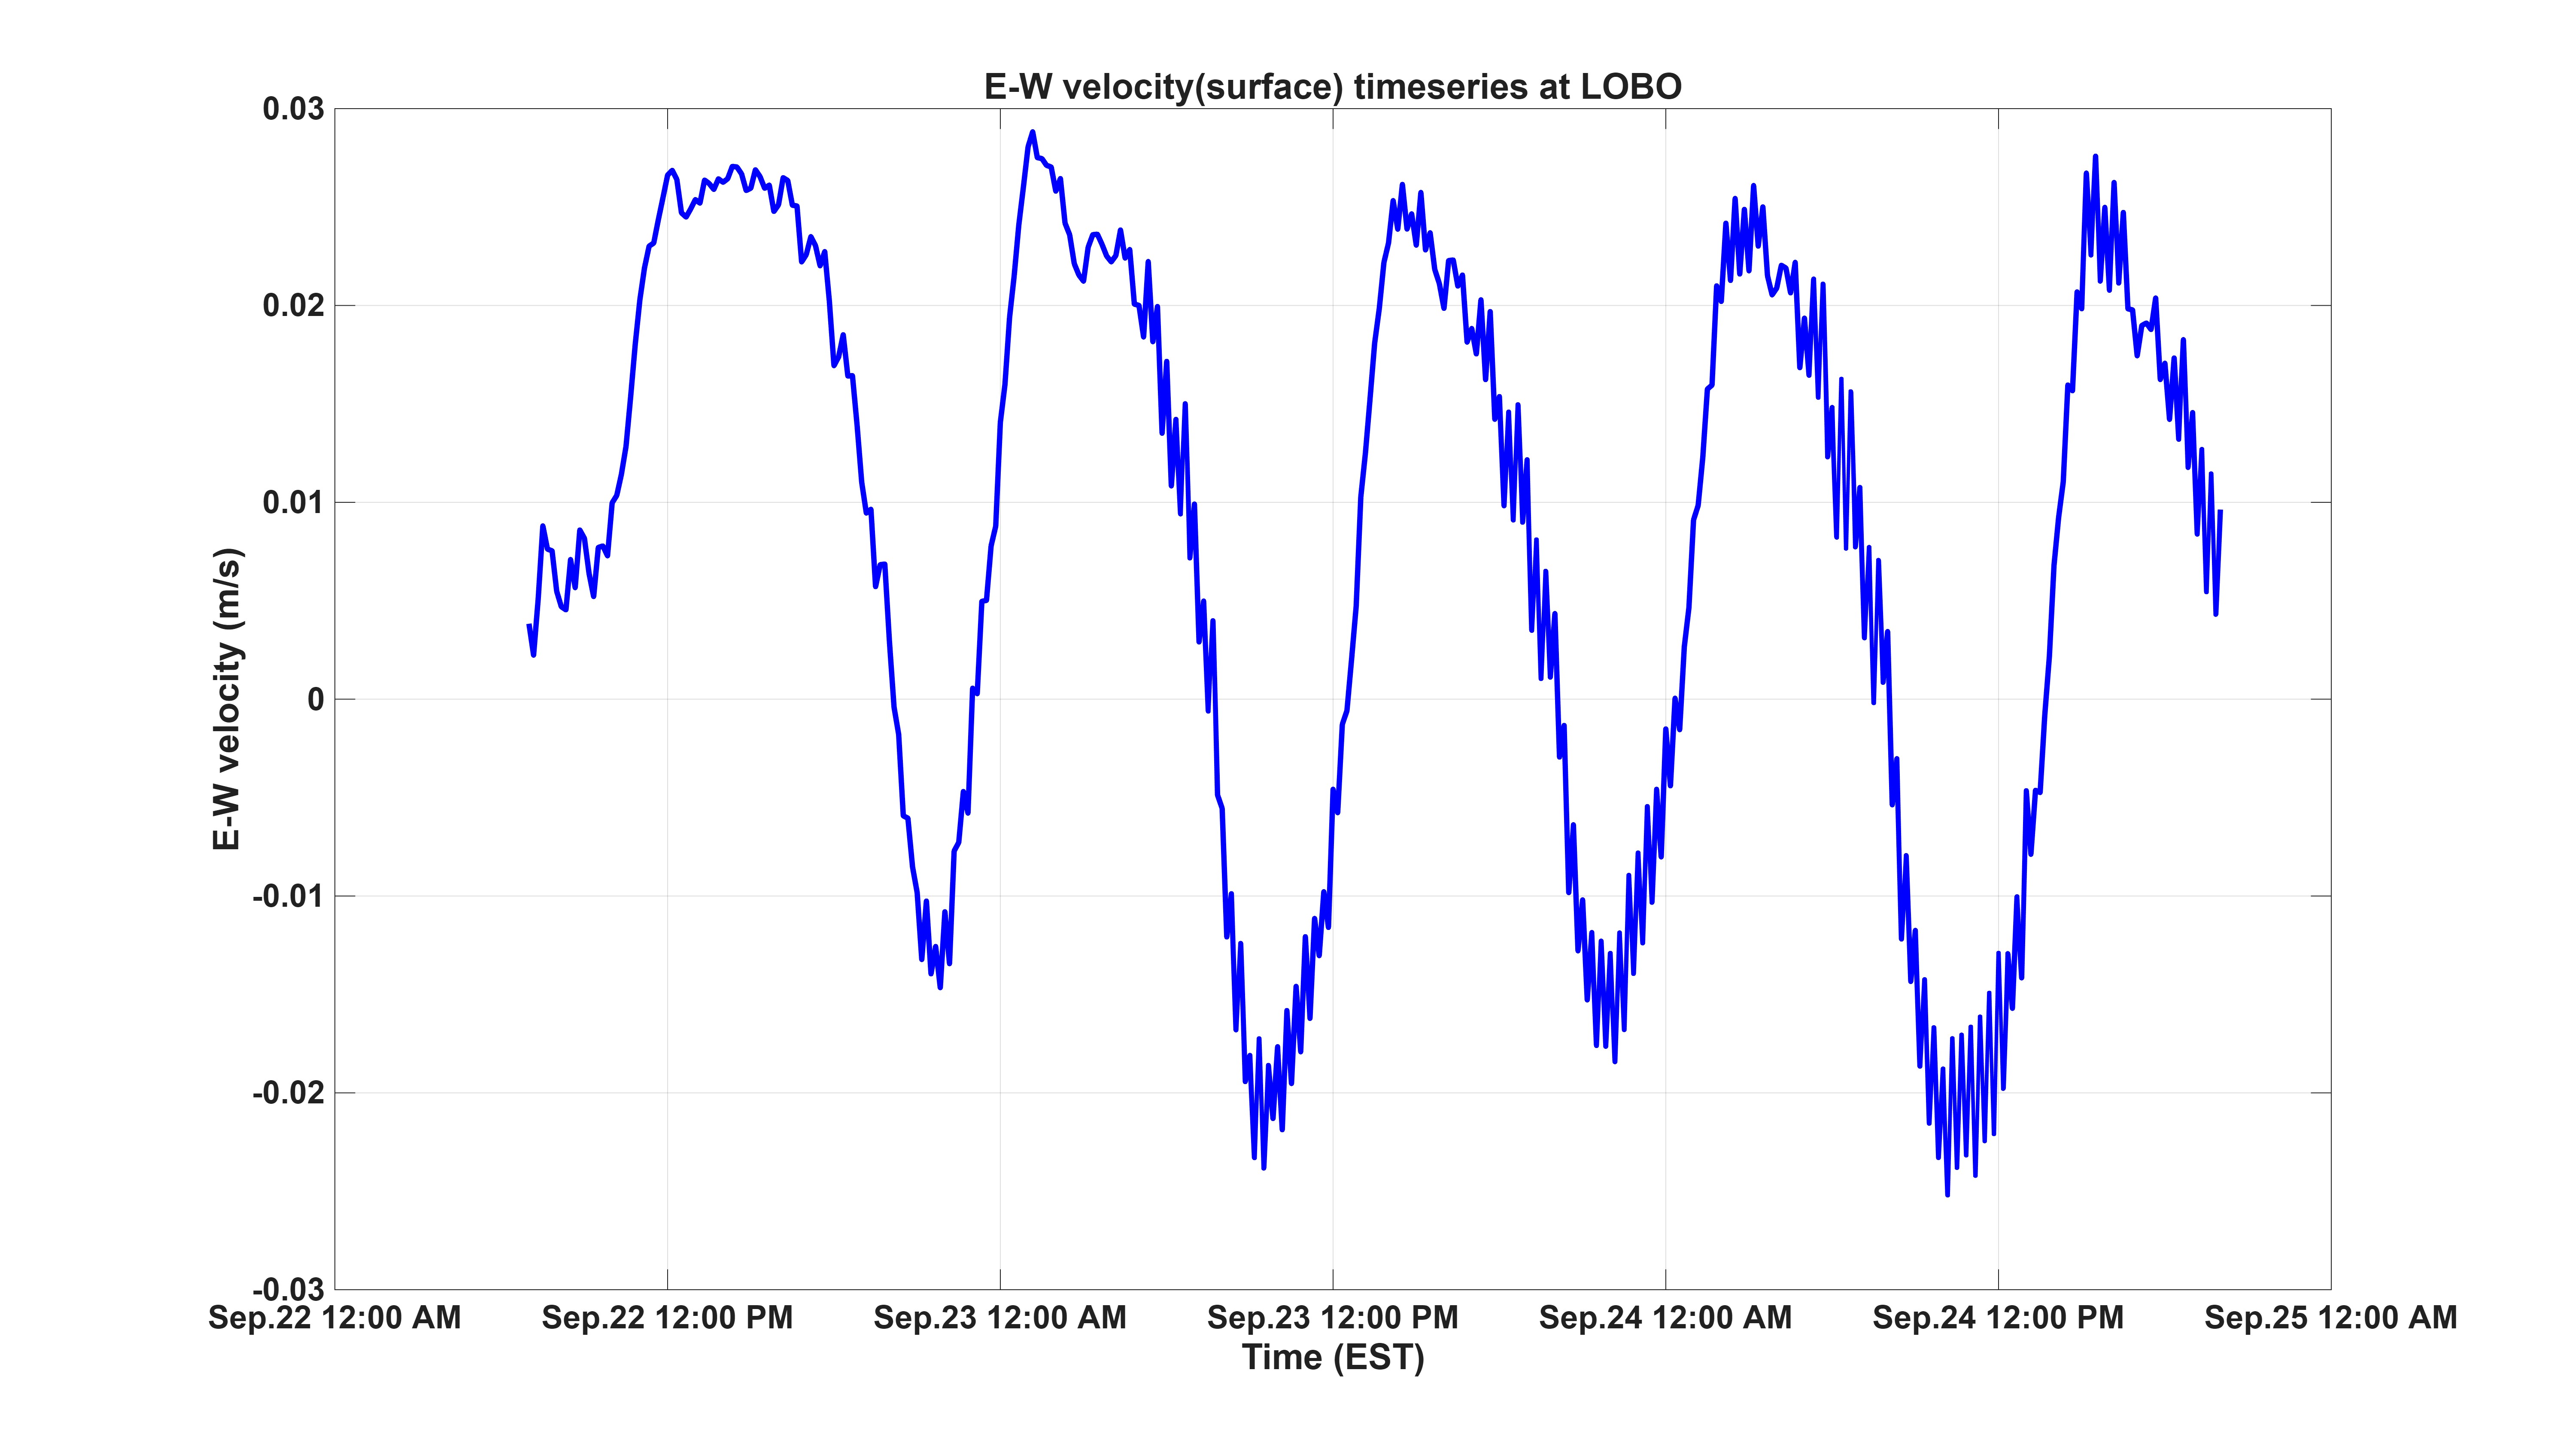 E-W velocity(surface) timeseries at LOBO
0.03
0.02
0.01
0
-0.01
-0.02
-0.03
E-W velocity (m/s)
Sep.22 12:00 AM Sep.22 12:00 PM Sep.23 12:00 AM Sep.23 12:00 PM Sep.24 12:00 AM Sep.24 12:00 PM Sep.25 12:00 AM
Time (EST)